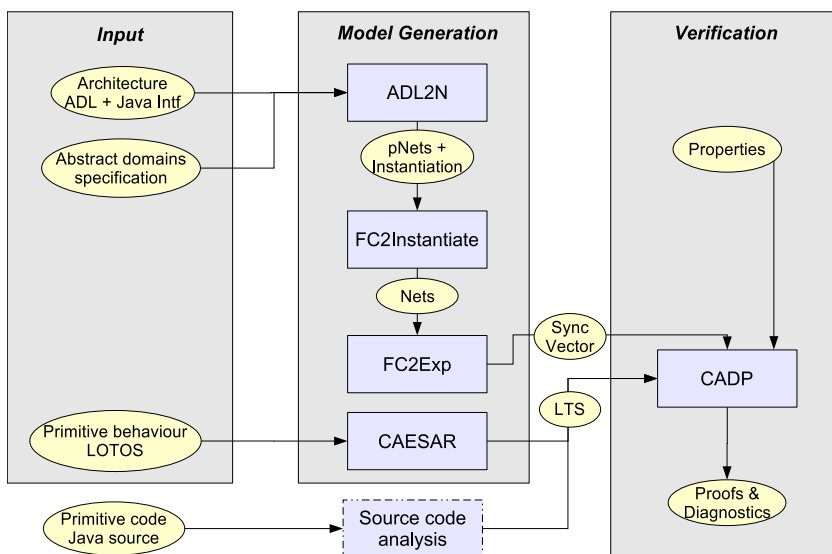 Input
Model Generation
Verification
Architecture
ADL + Java Intf
ADL2N
Abstract domains
specification
pNets +
Instantiation
Properties
FC2Instantiate
Nets
Sync
Vector
FC2Exp
CADP
LTS
Primitive behaviour
LOTOS
CAESAR
Proofs &
Diagnostics
Primitive code
Java source
Source code
analysis